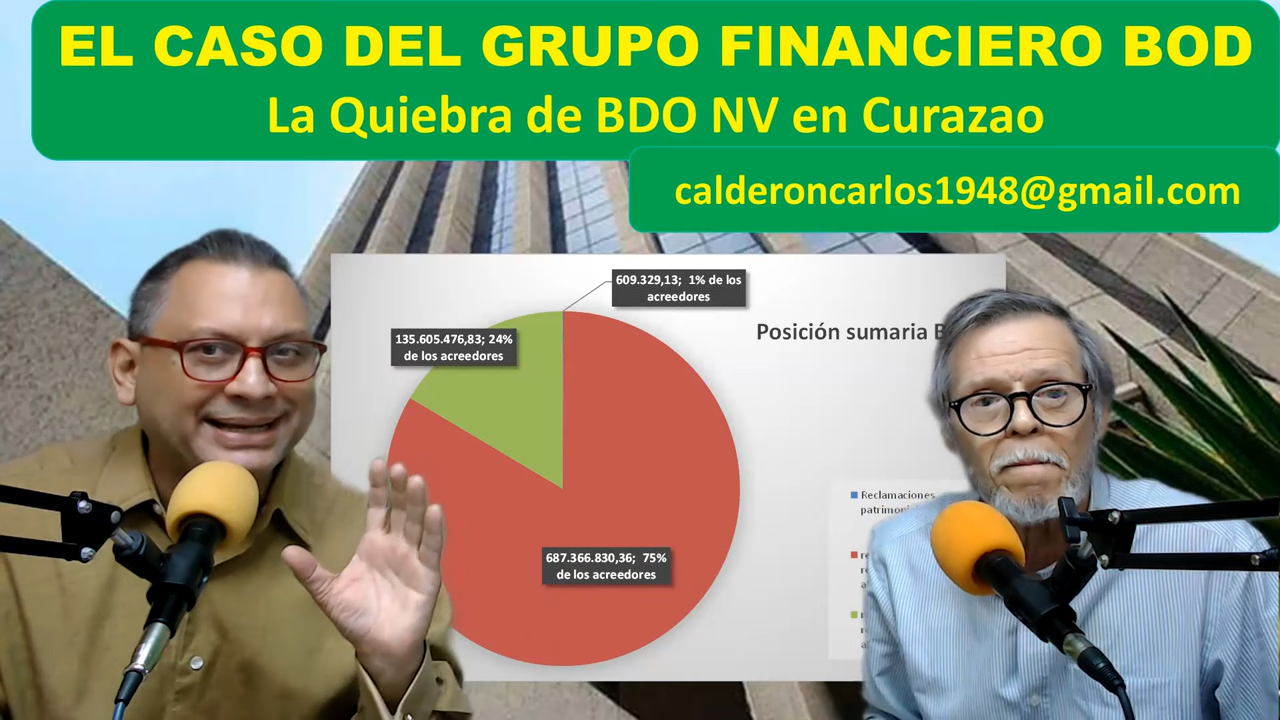 EL CASO DEL GRUPO FINANCIERO BOD
La Quiebra de BDO NV en Curazao
calderoncarlos1948@gmail.com
609.329,13; 1% de los
acreedores
135.605.476,83; 24%
de los acreedores
Posición sumaria
687.366.830,36; 75%
de los acreedores
Reclamaciones